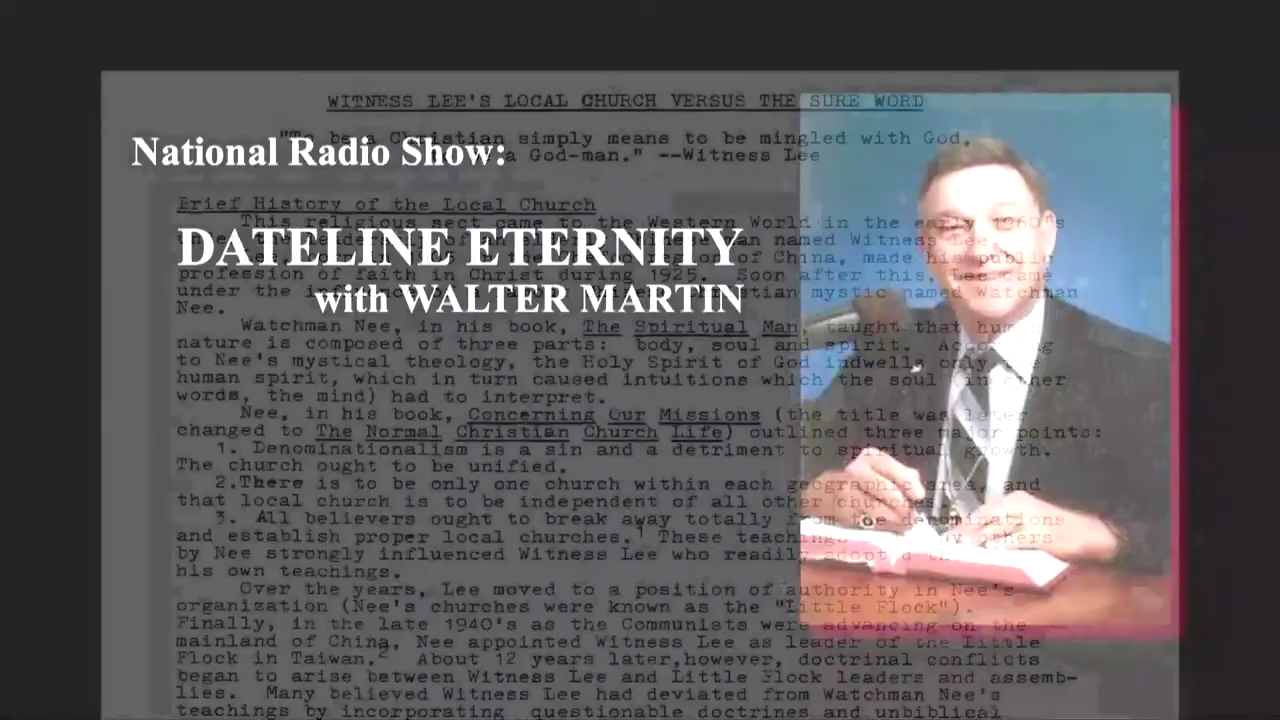 WITNESS LEE'S LOCAL CHURCH VERSUS THE SURE WORD
"To be a Christian simply means to be mingled with God,
a God-man." --Witness Lee
National Radio Show:
Brief History of the Local Church
This religious sect came to the Western World in the early 1960's
man named Witness Lee.
DATELINE ETERNITY
region of China, made his public
profession of faith in Christ during 1925. Soon after this, Lee came
under the mystic named Watchman
Nee.
with WALTER MARTIN
Watchman Nee, in his book, The Spiritual Man, taught that
nature is composed of three parts: body, soul and spirit.
to Nee's mystical theology, the Holy Spirit of God indwells only
human spirit, which in turn caused intuitions which the soul (in other
words, the mind) had to interpret.
Nee, in his book, Concerning Our Missions (the title was later
changed to The Normal Christian Church Life) outlined three major points:
1. Denominationalism is a sin and a detriment to spiritual growth.
The church ought to be unified.
2.There is to be only one church within each geographic area, and
that local church is to be independent of all other churches.
3. All believers ought to break away totally from the denominations
and establish proper local churches.1 These teachings others
by Nee strongly influenced Witness Lee who readily
his own teachings.
Over the years, Lee moved to a position of authority in Nee's
organization (Nee's churches were known as the "Little Flock").
Finally, in the late 1940's as the Communists were advancing on the
mainland of China, Nee appointed Witness Lee as leader of the Little
Flock in Taiwan.2 About 12 years later,however, doctrinal conflicts
began to arise between Witness Lee and Little Flock leaders and assemb-
lies. Many believed Witness Lee had deviated from Watchman Nee's
teachings by incorporating questionable doctrines and unbiblical